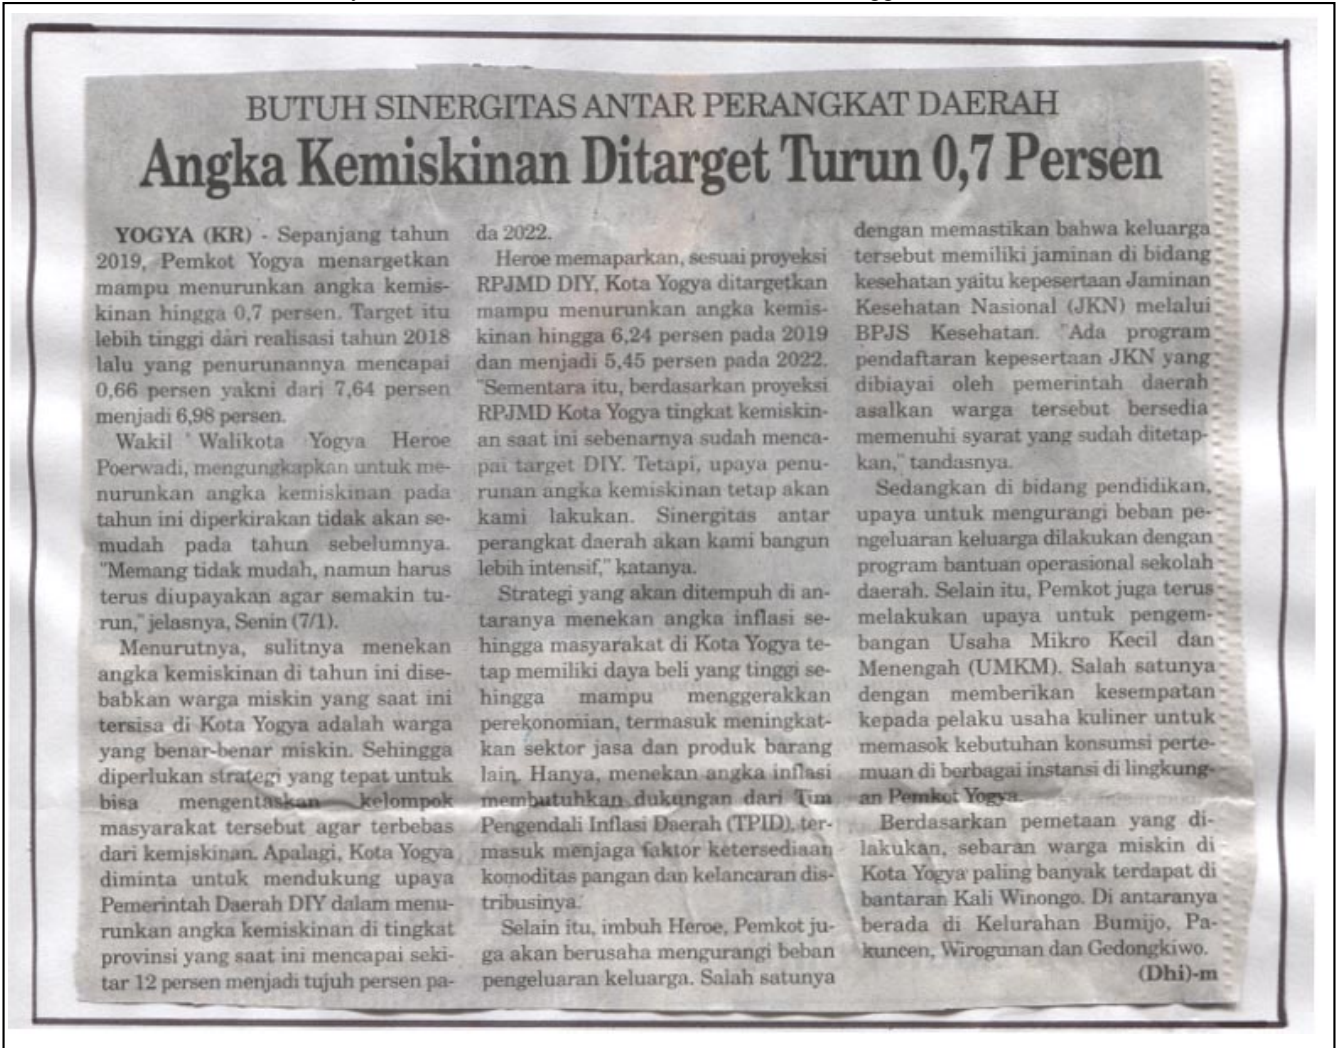 BUTUH SINERGITAS ANTAR PERANGKAT DAERAH
Angka Kemiskinan Ditarget Turun 0,7 Persen
YOGYA (KR) - Sepanjang tahun
2019, Pemkot Yogya menargetkan
mampu menurunkan angka kemis-
kinan hingga 0,7 persen. Target itu
lebih tinggi dari realisasi tahun 2018
lalu yang penurunannya mencapai
0,66 persen yakni dari 7,64 persen
menjadi 6,98 persen.
Wakil Walikota Yogya Heroe
Poerwadi, mengungkapkan untuk me-
nurunkan angka kemiskinan pada
tahun ini diperkirakan tidak akan se-
mudah pada tahun sebelumnya.
"Memang tidak mudah, namun harus
terus diupayakan agar semakin tu-
run," jelasnya, Senin (7/1).
Menurutnya, sulitnya menekan
angka kemiskinan di tahun ini dise-
babkan warga miskin yang saat ini
tersisa di Kota Yogya adalah warga
yang benar-benar miskin. Sehingga
diperlukan strategi yang tepat untuk
bisa mengentaskan kelompok
masyarakat tersebut agar terbebas
dari kemiskinan. Apalagi, Kota Yogya
diminta untuk mendukung upaya
Pemerintah Daerah DIY dalam menu-
runkan angka kemiskinan di tingkat
provinsi yang saat ini mencapai seki-
tar 12 persen menjadi tujuh persen pa-
da 2022.
Heroe memaparkan, sesuai proyeksi
RPJMD DIY, Kota Yogya ditargetkan
mampu menurunkan angka kemis-
kinan hingga 6,24 persen pada 2019
dan menjadi 5,45 persen pada 2022.
"Sementara itu, berdasarkan proyeksi
RPJMD Kota Yogya tingkat kemiskin-
an saat ini sebenarnya sudah menca-
pai target DIY. Tetapi, upaya penu-
runan angka kemiskinan tetap akan
kami lakukan. Sinergitas antar
perangkat daerah akan kami bangun
lebih intensif," katanya.
Strategi yang akan ditempuh di an-
taranya menekan angka inflasi se-
hingga masyarakat di Kota Yogya te-
tap memiliki daya beli yang tinggi se-
hingga mampu menggerakkan
perekonomian, termasuk meningkat-
kan sektor jasa dan produk barang
lain. Hanya, menekan angka inflasi
membutuhkan dukungan dari Tim
Pengendali Inflasi Daerah (TPID), ter-
masuk menjaga faktor ketersediaan
komoditas pangan dan kelancaran dis-
tribusinya.
Selain itu, imbuh Heroe, Pemkot ju-
ga akan berusaha mengurangi beban
pengeluaran keluarga. Salah satunya
dengan memastikan bahwa keluarga
tersebut memiliki jaminan di bidang
kesehatan yaitu kepesertaan Jaminan
Kesehatan Nasional (JKN) melalui
BPJS Kesehatan. "Ada program
pendaftaran kepesertaan JKN yang
dibiayai oleh pemerintah daerah
asalkan warga tersebut bersedia
memenuhi syarat yang sudah ditetap-
kan," tandasnya.
Sedangkan di bidang pendidikan,
upaya untuk mengurangi beban pe-
ngeluaran keluarga dilakukan dengan
program bantuan operasional sekolah
daerah. Selain itu, Pemkot juga terus
melakukan upaya untuk pengem-
bangan Usaha Mikro Kecil dan
Menengah (UMKM). Salah satunya
dengan memberikan kesempatan
kepada pelaku usaha kuliner untuk
memasok kebutuhan konsumsi perte-
muan di berbagai instansi di lingkung-
an Pemkot Yogya.
Berdasarkan pemetaan yang di-
lakukan, sebaran warga miskin di
Kota Yogya paling banyak terdapat di
bantaran Kali Winongo. Di antaranya
berada di Kelurahan Bumijo, Pa-
kuncen, Wirogunan dan Gedongkiwo.
(Dhi)-m